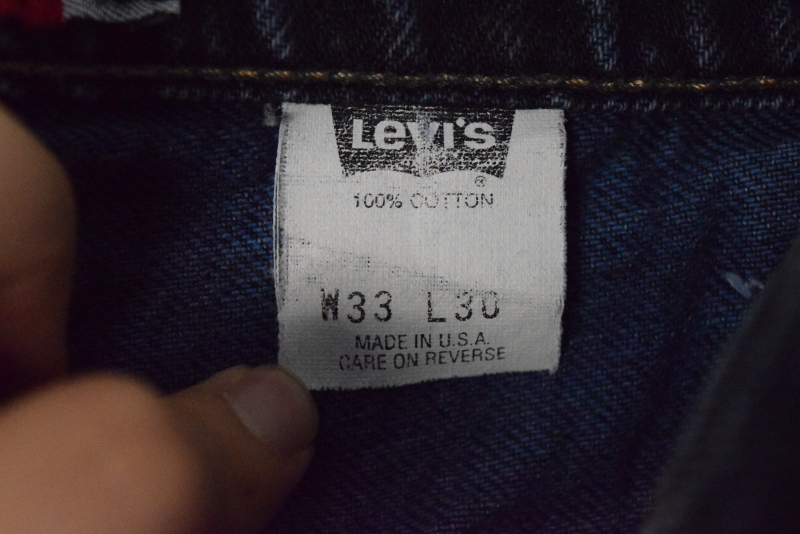 Levi's
®
100% COTTON
W33 L30
MADE IN U.S.A.
CARE ON REVERSE